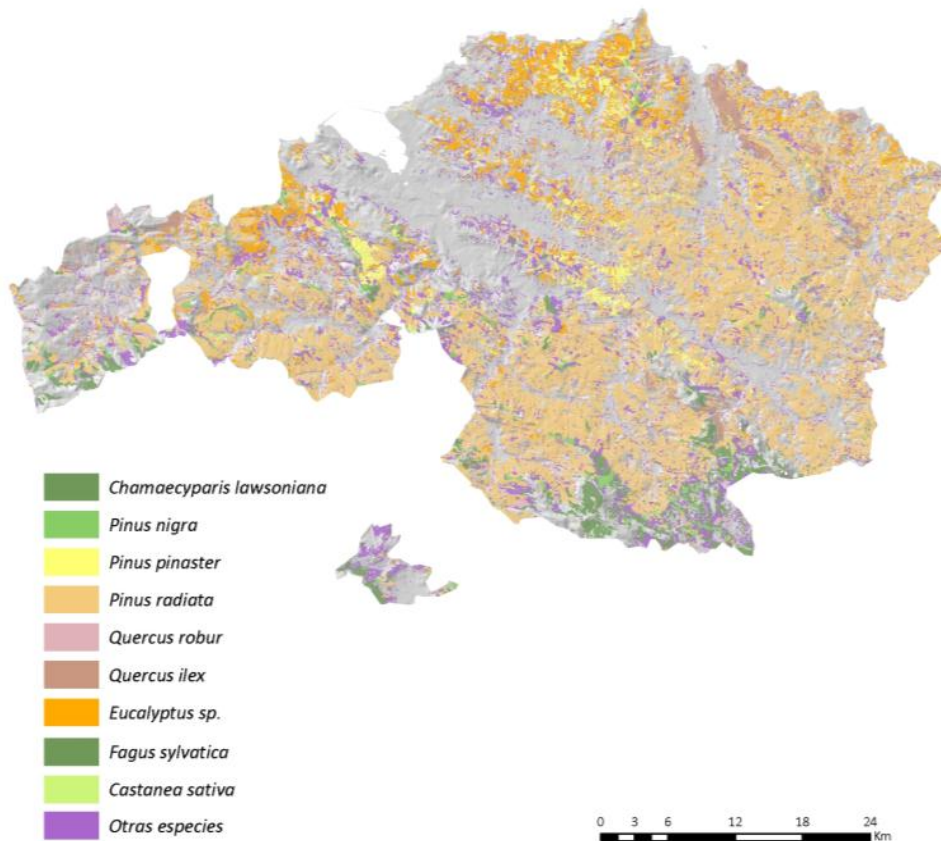 Chamaecyparis lawsoniana
Pinus nigra
Pinus pinaster
Pinus radiata
Quercus robur
Quercus ilex
Eucalyptus sp.
Fagus sylvatica
Castanea sativa
Otras especies
0 3 6 12 18 24
Km